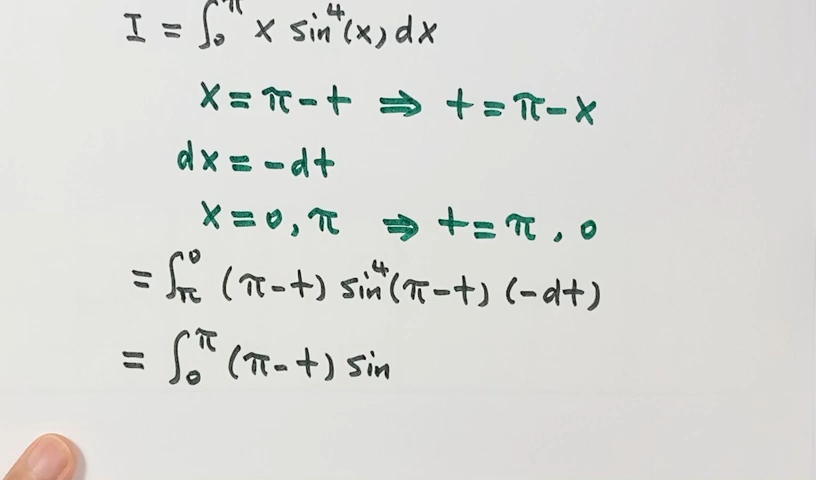 I = ∫₀^π x sin⁴(x) dx
x = π - t ⇒ t = π - x
dx = -dt
x = 0, π ⇒ t = π, 0
= ∫_π^0 (π - t) sin⁴(π - t) (-dt)
= ∫₀^π (π - t) sin